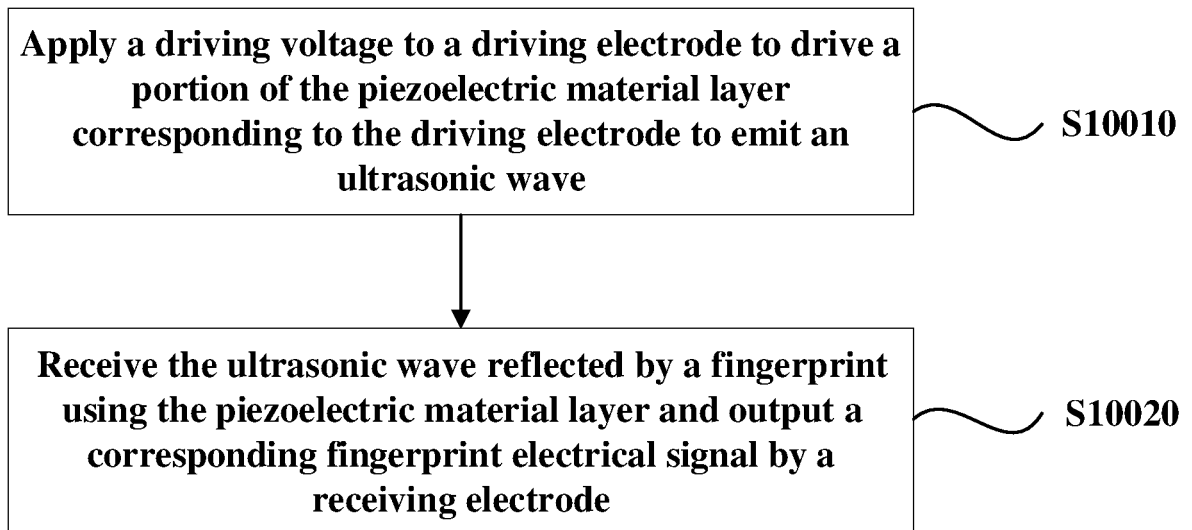 Apply a driving voltage to a driving electrode to drive a
portion of the piezoelectric material layer
corresponding to the driving electrode to emit an
ultrasonic wave
S10010
Receive the ultrasonic wave reflected by a fingerprint
using the piezoelectric material layer and output a
corresponding fingerprint electrical signal by a
receiving electrode
S10020